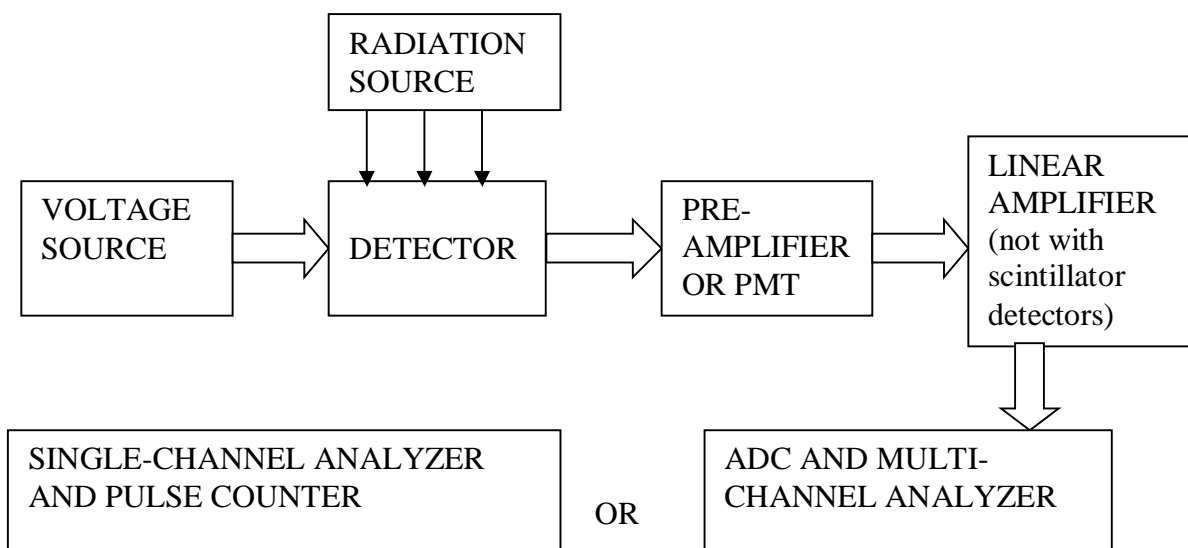 RADIATION
SOURCE
VOLTAGE
SOURCE
DETECTOR
PRE-
AMPLIFIER
OR PMT
LINEAR
AMPLIFIER
(not with
scintillator
detectors)
SINGLE-CHANNEL ANALYZER
AND PULSE COUNTER
OR
ADC AND MULTI-
CHANNEL ANALYZER